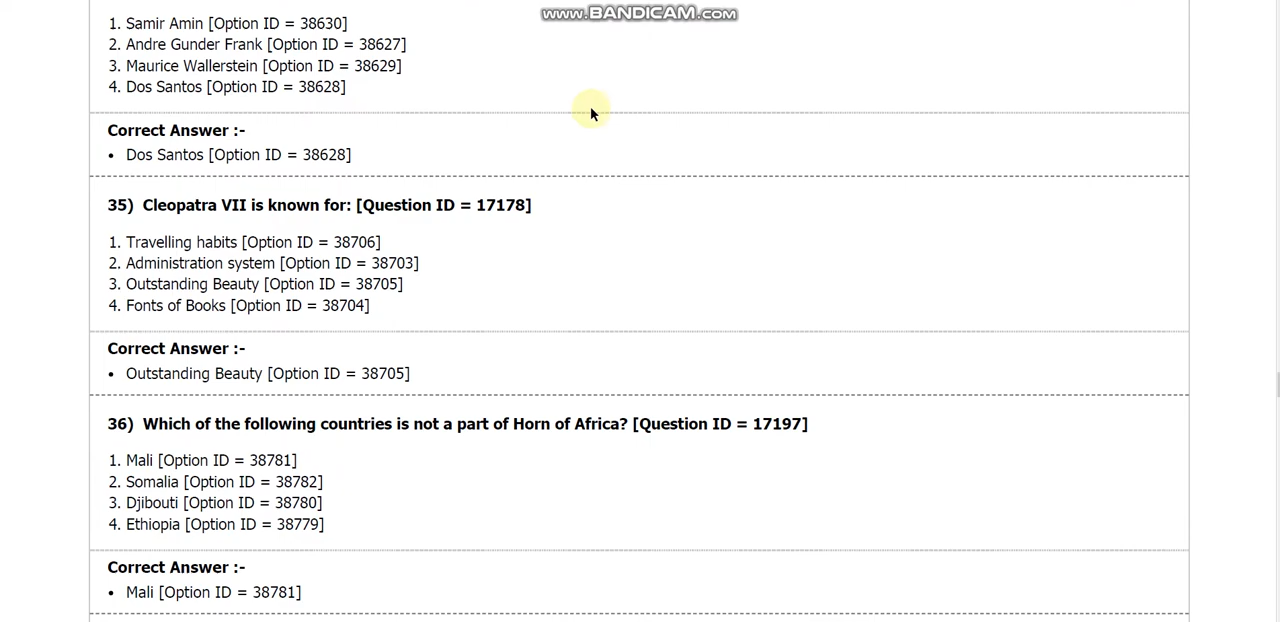 www.BANDICAM.com
1. Samir Amin [Option ID = 38630]
2. Andre Gunder Frank [Option ID = 38627]
3. Maurice Wallerstein [Option ID = 38629]
4. Dos Santos [Option ID = 38628]
Correct Answer :-
• Dos Santos [Option ID = 38628]
35) Cleopatra VII is known for: [Question ID = 17178]
1. Travelling habits [Option ID = 38706]
2. Administration system [Option ID = 38703]
3. Outstanding Beauty [Option ID = 38705]
4. Fonts of Books [Option ID = 38704]
Correct Answer :-
• Outstanding Beauty [Option ID = 38705]
36) Which of the following countries is not a part of Horn of Africa? [Question ID = 17197]
1. Mali [Option ID = 38781]
2. Somalia [Option ID = 38782]
3. Djibouti [Option ID = 38780]
4. Ethiopia [Option ID = 38779]
Correct Answer :-
• Mali [Option ID = 38781]